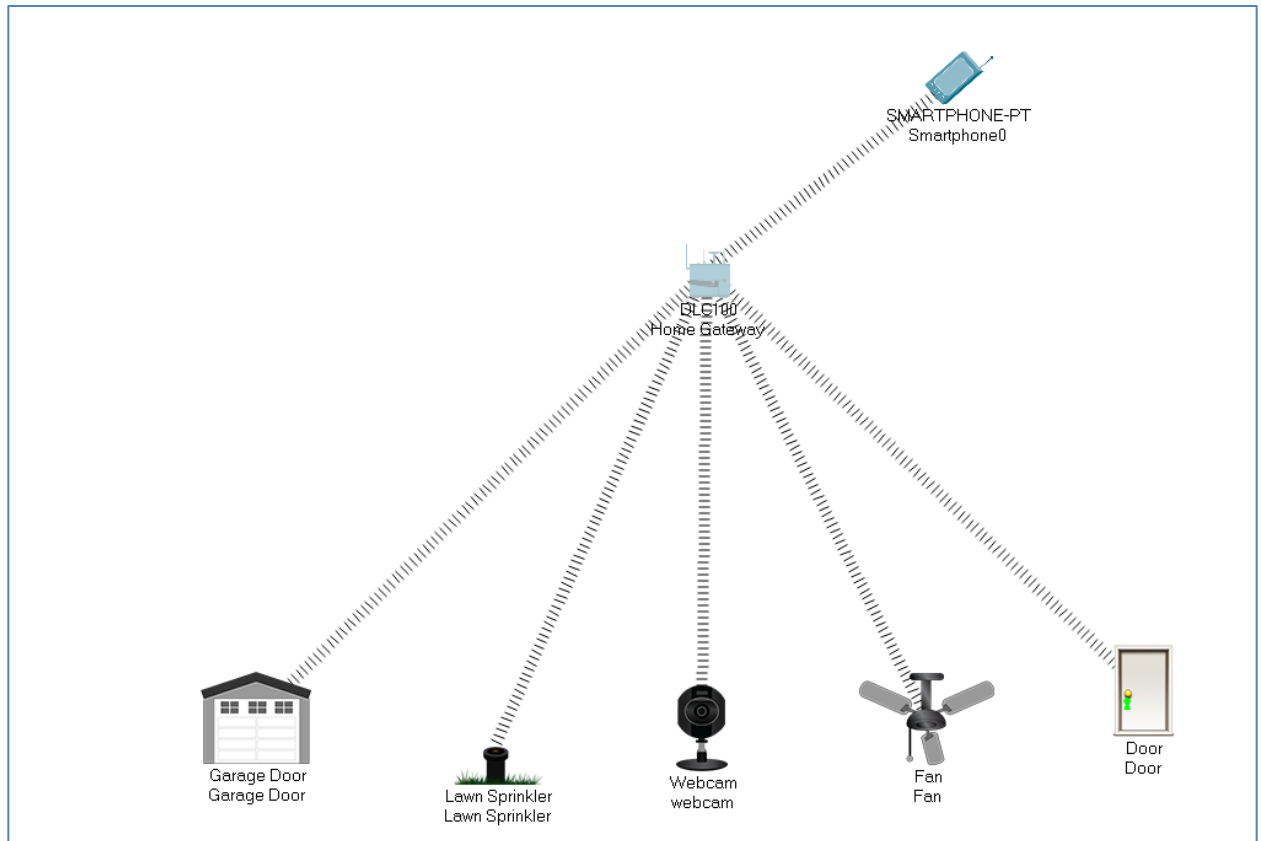 SMARTPHONE-PT
Smartphone0
DLC100
Home Gateway
Garage Door
Garage Door
Lawn Sprinkler
Lawn Sprinkler
Webcam
webcam
Fan
Fan
Door
Door